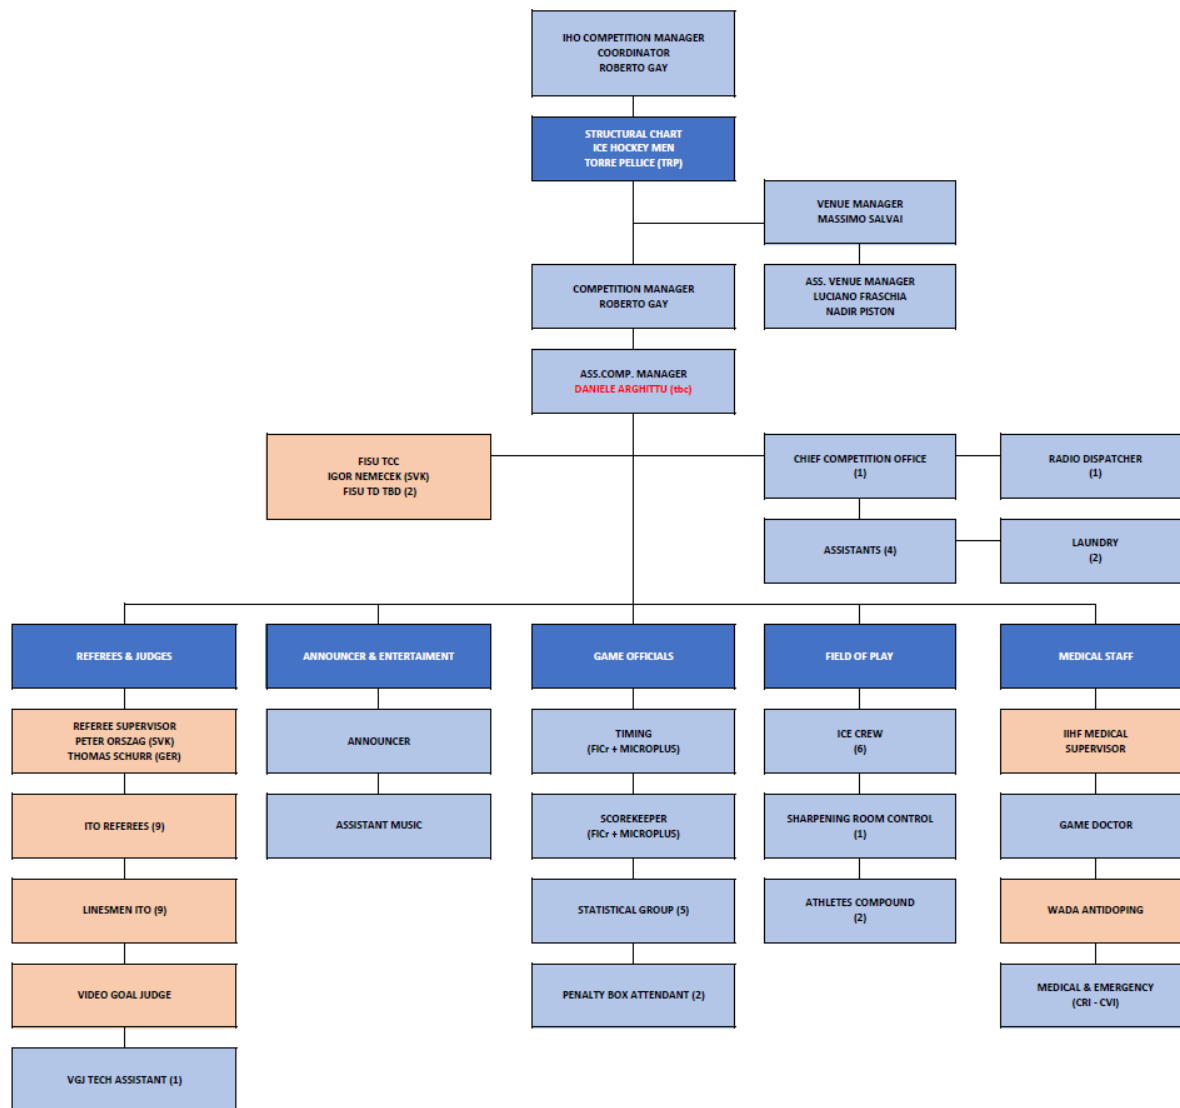 IHO COMPETITION MANAGER
COORDINATOR
ROBERTO GAY
STRUCTURAL CHART
ICE HOCKEY MEN
TORRE PELLICE (TRP)
VENUE MANAGER
MASSIMO SALVAI
COMPETITION MANAGER
ROBERTO GAY
ASS. VENUE MANAGER
LUCIANO FRASCHIA
NADIR PISTON
ASS.COMP. MANAGER
DANIELE ARGHITTU (tbc)
FISU TCC
IGOR NEMECEK (SVK)
FISU TD TBD (2)
CHIEF COMPETITION OFFICE
(1)
RADIO DISPATCHER
(1)
ASSISTANTS (4)
LAUNDRY
(2)
REFEREES & JUDGES
ANNOUNCER & ENTERTAIMENT
GAME OFFICIALS
FIELD OF PLAY
MEDICAL STAFF
REFEREE SUPERVISOR
PETER ORSZAG (SVK)
THOMAS SCHURR (GER)
ANNOUNCER
TIMING
(FICr + MICROPLUS)
ICE CREW
(6)
IIHF MEDICAL
SUPERVISOR
ITO REFEREES (9)
ASSISTANT MUSIC
SCOREKEEPER
(FICr + MICROPLUS)
SHARPENING ROOM CONTROL
(1)
GAME DOCTOR
LINESMEN ITO (9)
STATISTICAL GROUP (5)
ATHLETES COMPOUND
(2)
WADA ANTIDOPING
VIDEO GOAL JUDGE
PENALTY BOX ATTENDANT (2)
MEDICAL & EMERGENCY
(CRI - CVI)
VGJ TECH ASSISTANT (1)